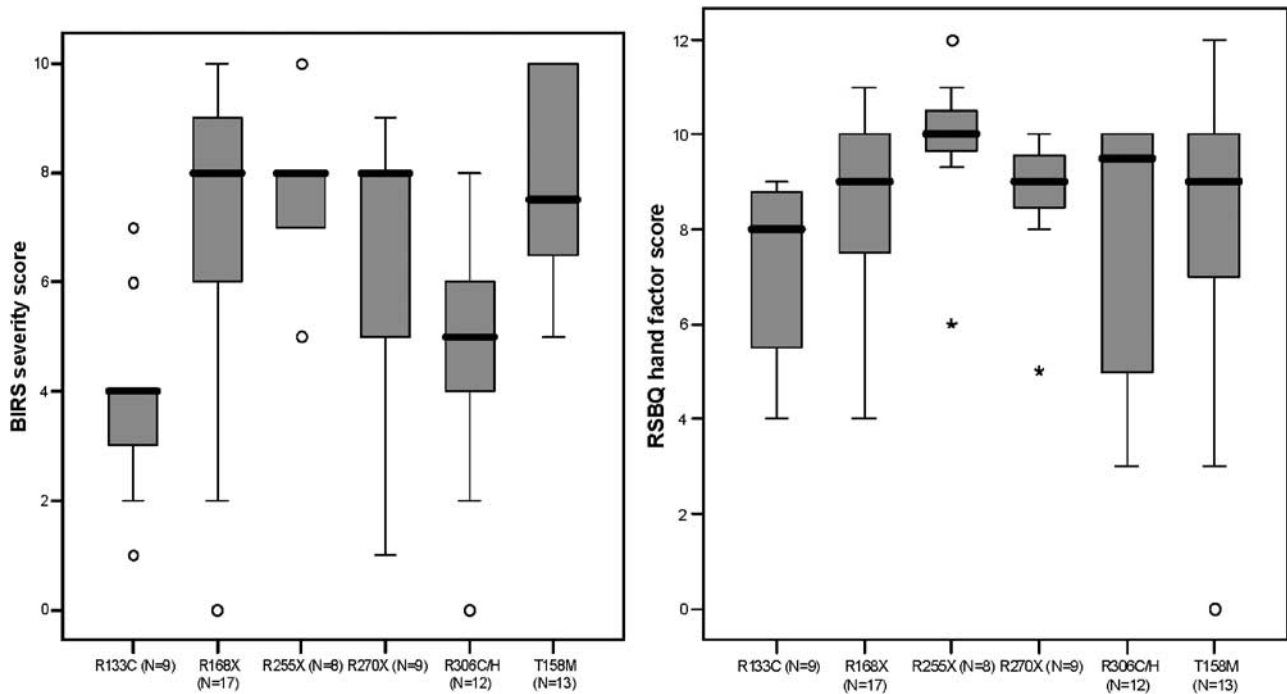 BIRS severity score
10
8
6
4
2
0
R133C (N=9)
R168X
(N=17)
R255X (N=8)
R270X (N=9)
R306C/H
(N=12)
T158M
(N=13)
RSBQ hand factor score
12
10
8
6
4
2
0
R133C (N=9)
R168X
(N=17)
R255X (N=8)
R270X (N=9)
R306C/H
(N=12)
T158M
(N=13)